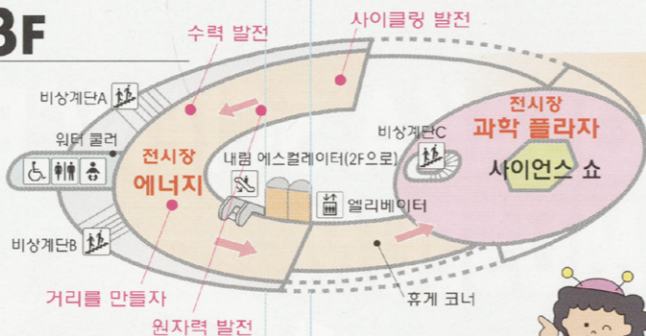 3F
수력 발전
사이클링 발전
비상계단A
워터 쿨러
전시장
에너지
내림 에스컬레이터(2F으로)
비상계단C
전시장
과학 플라자
사이언스 쇼
엘리베이터
비상계단B
거리를 만들자
원자력 발전
휴게 코너